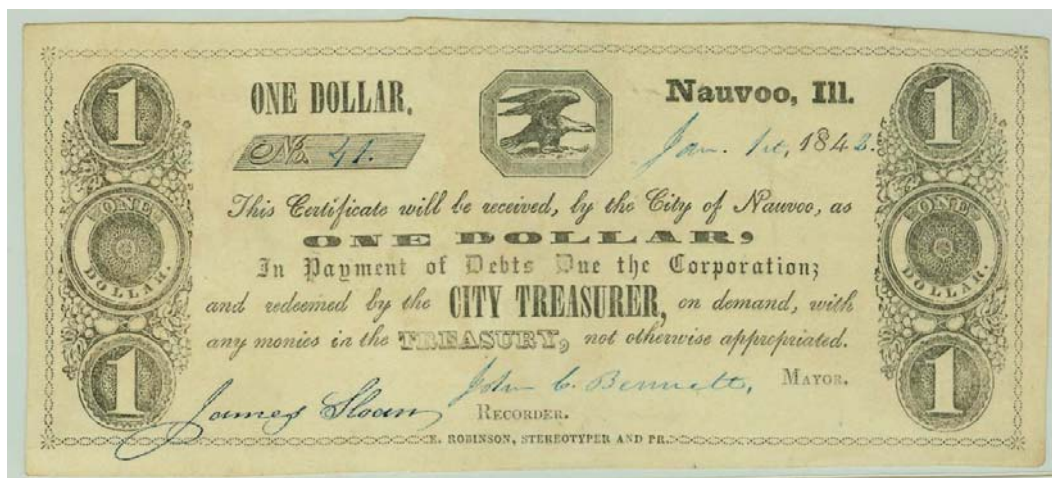 1
1
ONE DOLLAR.
Nauvoo, Ill.
No. 41.
Jan. 1st, 1842.
This Certificate will be received, by the City of Nauvoo, as
ONE DOLLAR,
In Payment of Debts Due the Corporation;
and redeemed by the CITY TREASURER, on demand, with
any monies in the TREASURY, not otherwise appropriated.
ONE DOLLAR.
ONE DOLLAR.
John C. Bennett, MAYOR.
James Sloan RECORDER.
1
1
E. ROBINSON, STEREOTYPER AND PR.